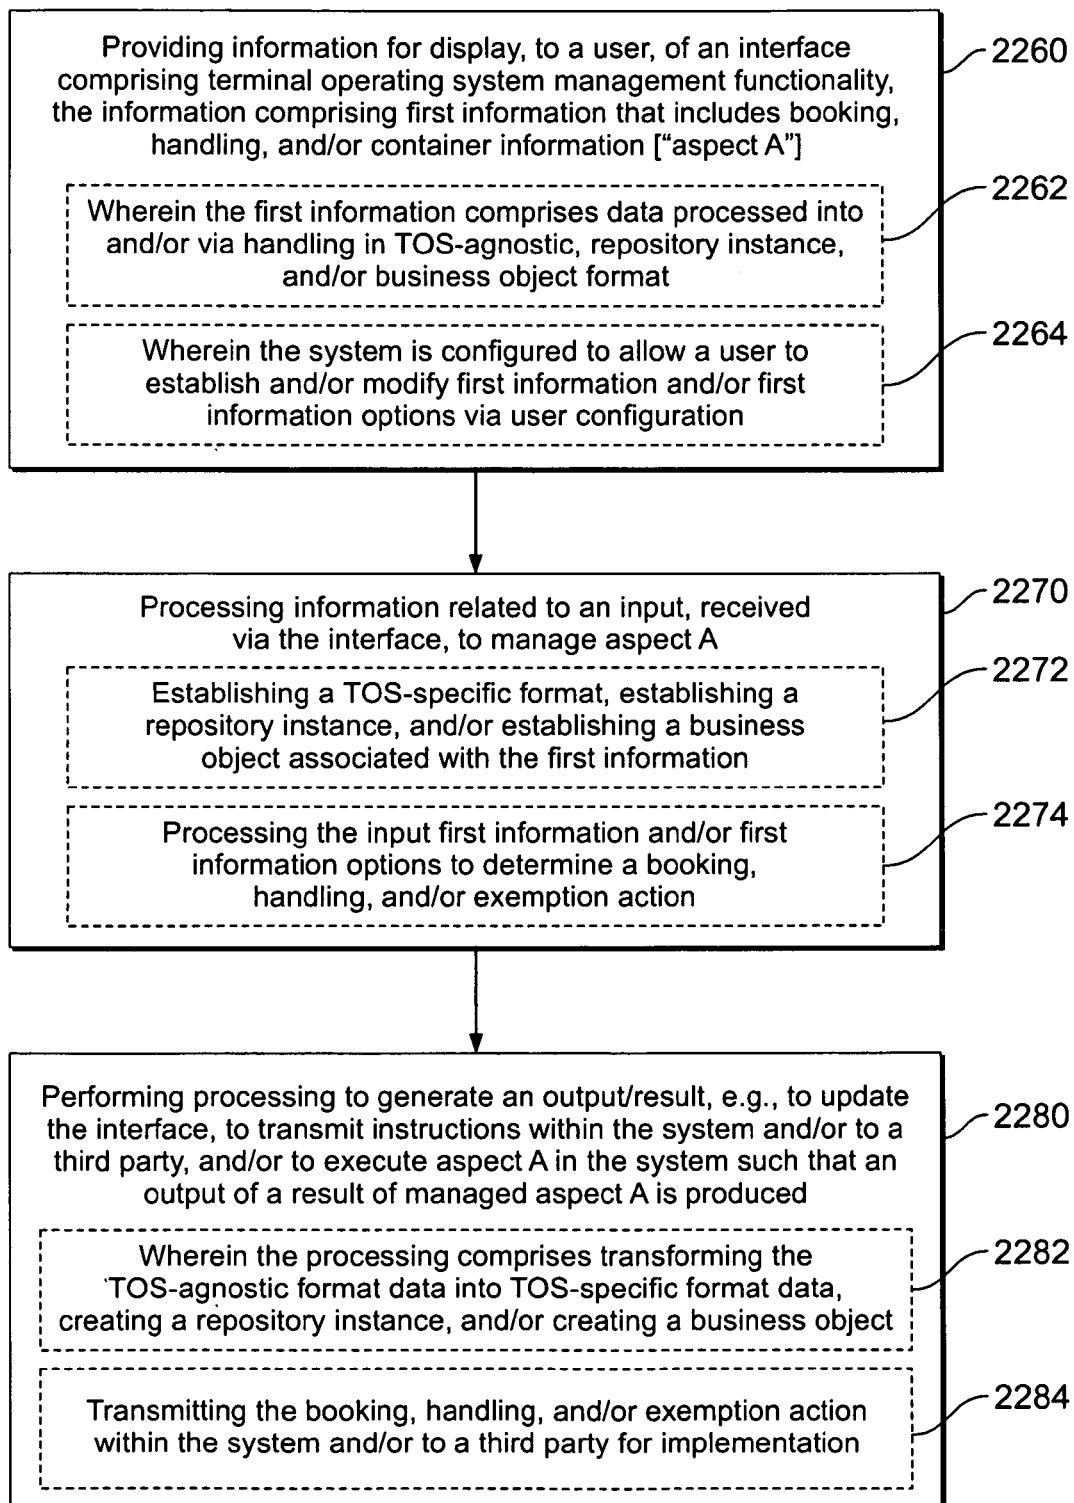 Providing information for display, to a user, of an interface
comprising terminal operating system management functionality,
the information comprising first information that includes booking,
handling, and/or container information [“aspect A”]
2260
Wherein the first information comprises data processed into
and/or via handling in TOS-agnostic, repository instance,
and/or business object format
2262
Wherein the system is configured to allow a user to
establish and/or modify first information and/or first
information options via user configuration
2264
Processing information related to an input, received
via the interface, to manage aspect A
2270
Establishing a TOS-specific format, establishing a
repository instance, and/or establishing a business
object associated with the first information
2272
Processing the input first information and/or first
information options to determine a booking,
handling, and/or exemption action
2274
Performing processing to generate an output/result, e.g., to update
the interface, to transmit instructions within the system and/or to a
third party, and/or to execute aspect A in the system such that an
output of a result of managed aspect A is produced
2280
Wherein the processing comprises transforming the
TOS-agnostic format data into TOS-specific format data,
creating a repository instance, and/or creating a business object
2282
Transmitting the booking, handling, and/or exemption action
within the system and/or to a third party for implementation
2284